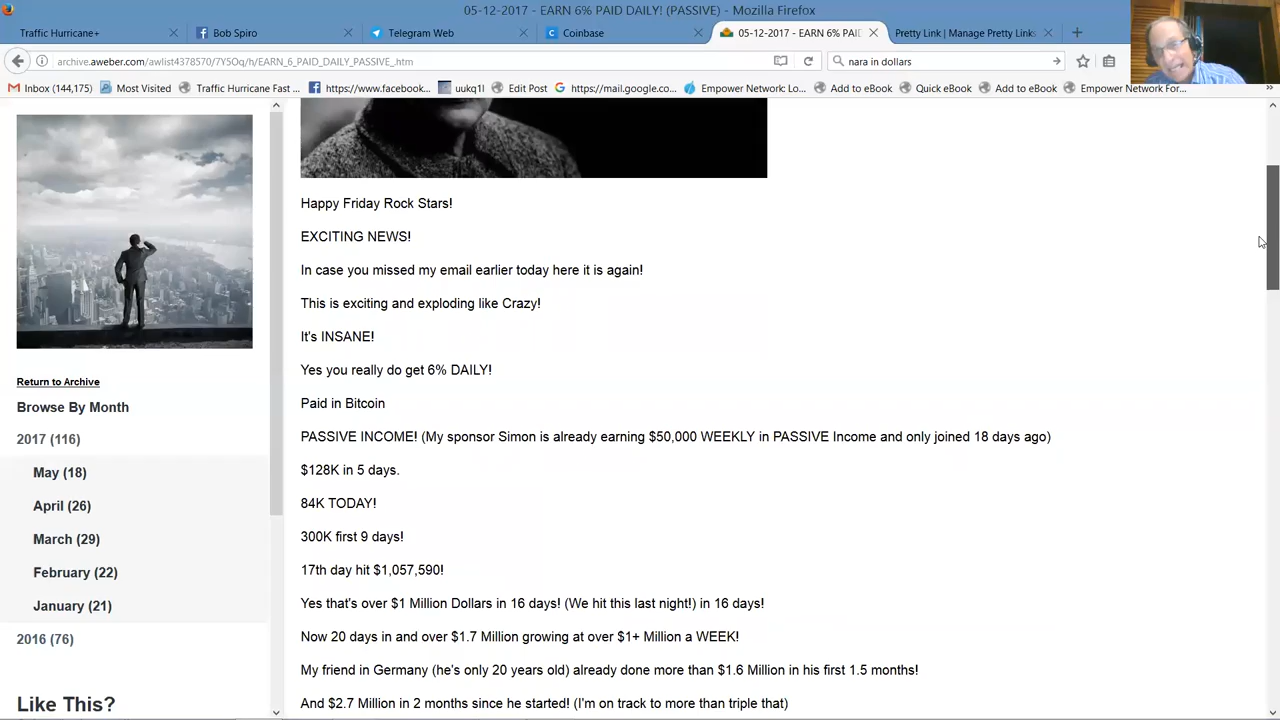 05-12-2017 - EARN 6% PAID DAILY! (PASSIVE) - Mozilla Firefox
Traffic Hurricane+
Bob Spiro
Telegram Web
Coinbase
05-12-2017 - EARN 6% PAID
Pretty Link | Manage Pretty Links
archive.aweber.com/awlist4378570/7Y5Oq/h/EARN_6_PAID_DAILY_PASSIVE_.htm
nara in dollars
Inbox (144,175)
Most Visited
Traffic Hurricane Fast ...
https://www.facebook...
uukq1l
Edit Post
https://mail.google.co...
Empower Network: Lo...
Add to eBook
Quick eBook
Add to eBook
Empower Network For...
Happy Friday Rock Stars!
EXCITING NEWS!
In case you missed my email earlier today here it is again!
This is exciting and exploding like Crazy!
It's INSANE!
Yes you really do get 6% DAILY!
Paid in Bitcoin
PASSIVE INCOME! (My sponsor Simon is already earning $50,000 WEEKLY in PASSIVE Income and only joined 18 days ago)
$128K in 5 days.
84K TODAY!
300K first 9 days!
17th day hit $1,057,590!
Yes that's over $1 Million Dollars in 16 days! (We hit this last night!) in 16 days!
Now 20 days in and over $1.7 Million growing at over $1+ Million a WEEK!
My friend in Germany (he's only 20 years old) already done more than $1.6 Million in his first 1.5 months!
And $2.7 Million in 2 months since he started! (I'm on track to more than triple that)
Return to Archive
Browse By Month
2017 (116)
May (18)
April (26)
March (29)
February (22)
January (21)
2016 (76)
Like This?